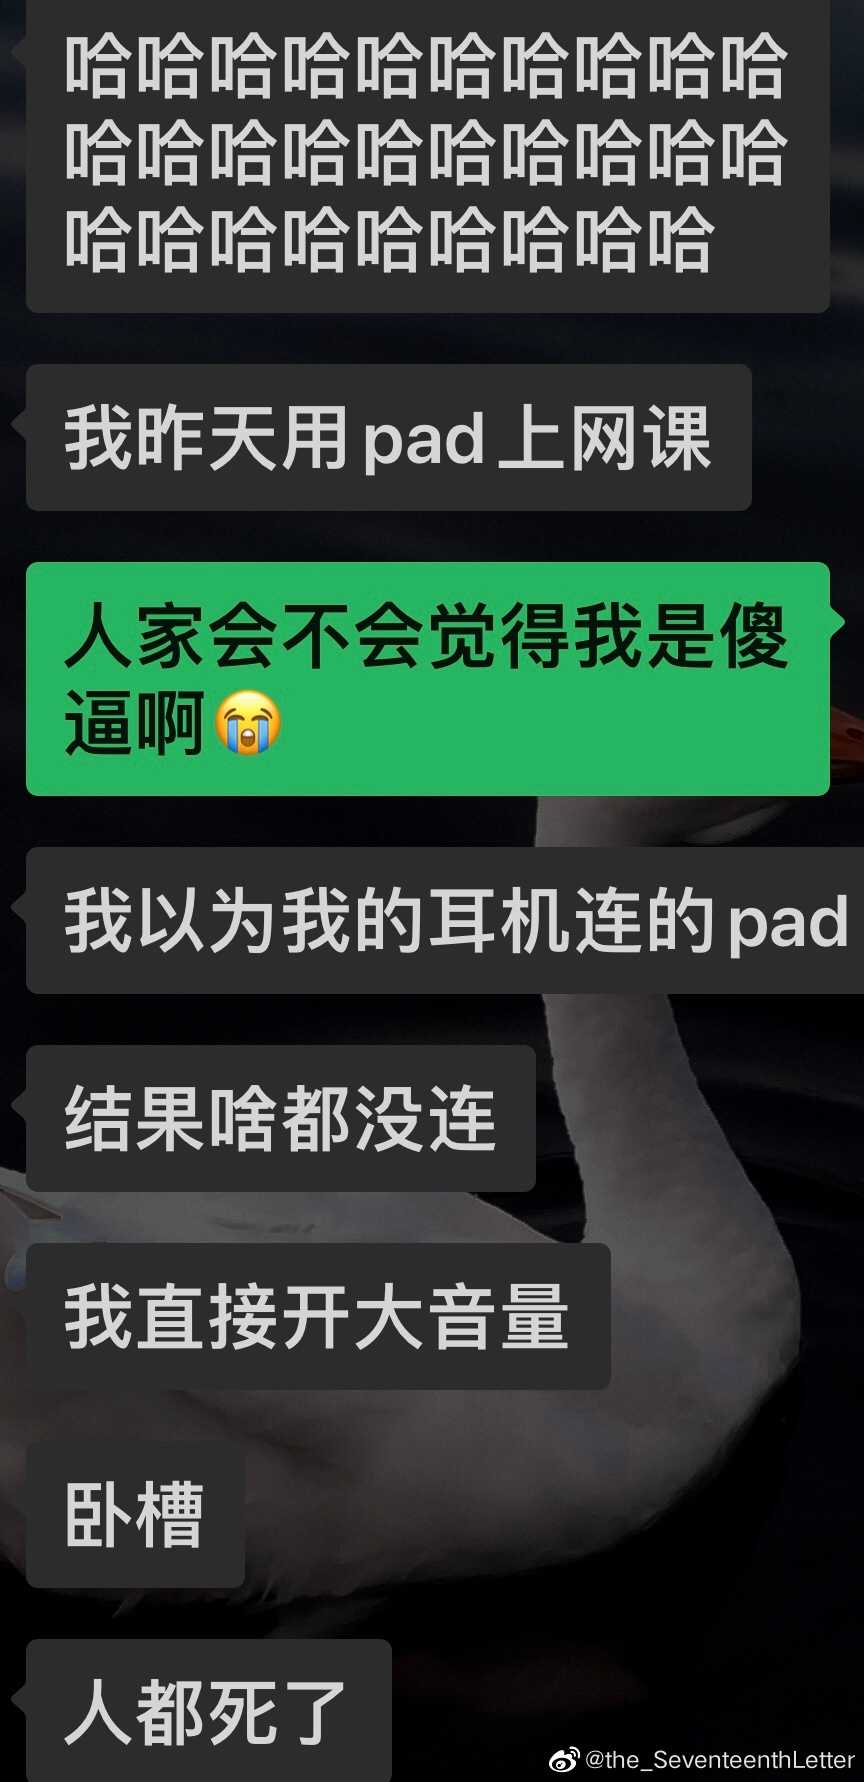 哈哈哈哈哈哈哈哈哈哈
哈哈哈哈哈哈哈哈哈哈
哈哈哈哈哈哈哈哈哈
我昨天用pad上网课
人家会不会觉得我是傻
逼啊😭
我以为我的耳机连的pad
结果啥都没连
我直接开大音量
卧槽
人都死了
@the_SeventeenthLetter